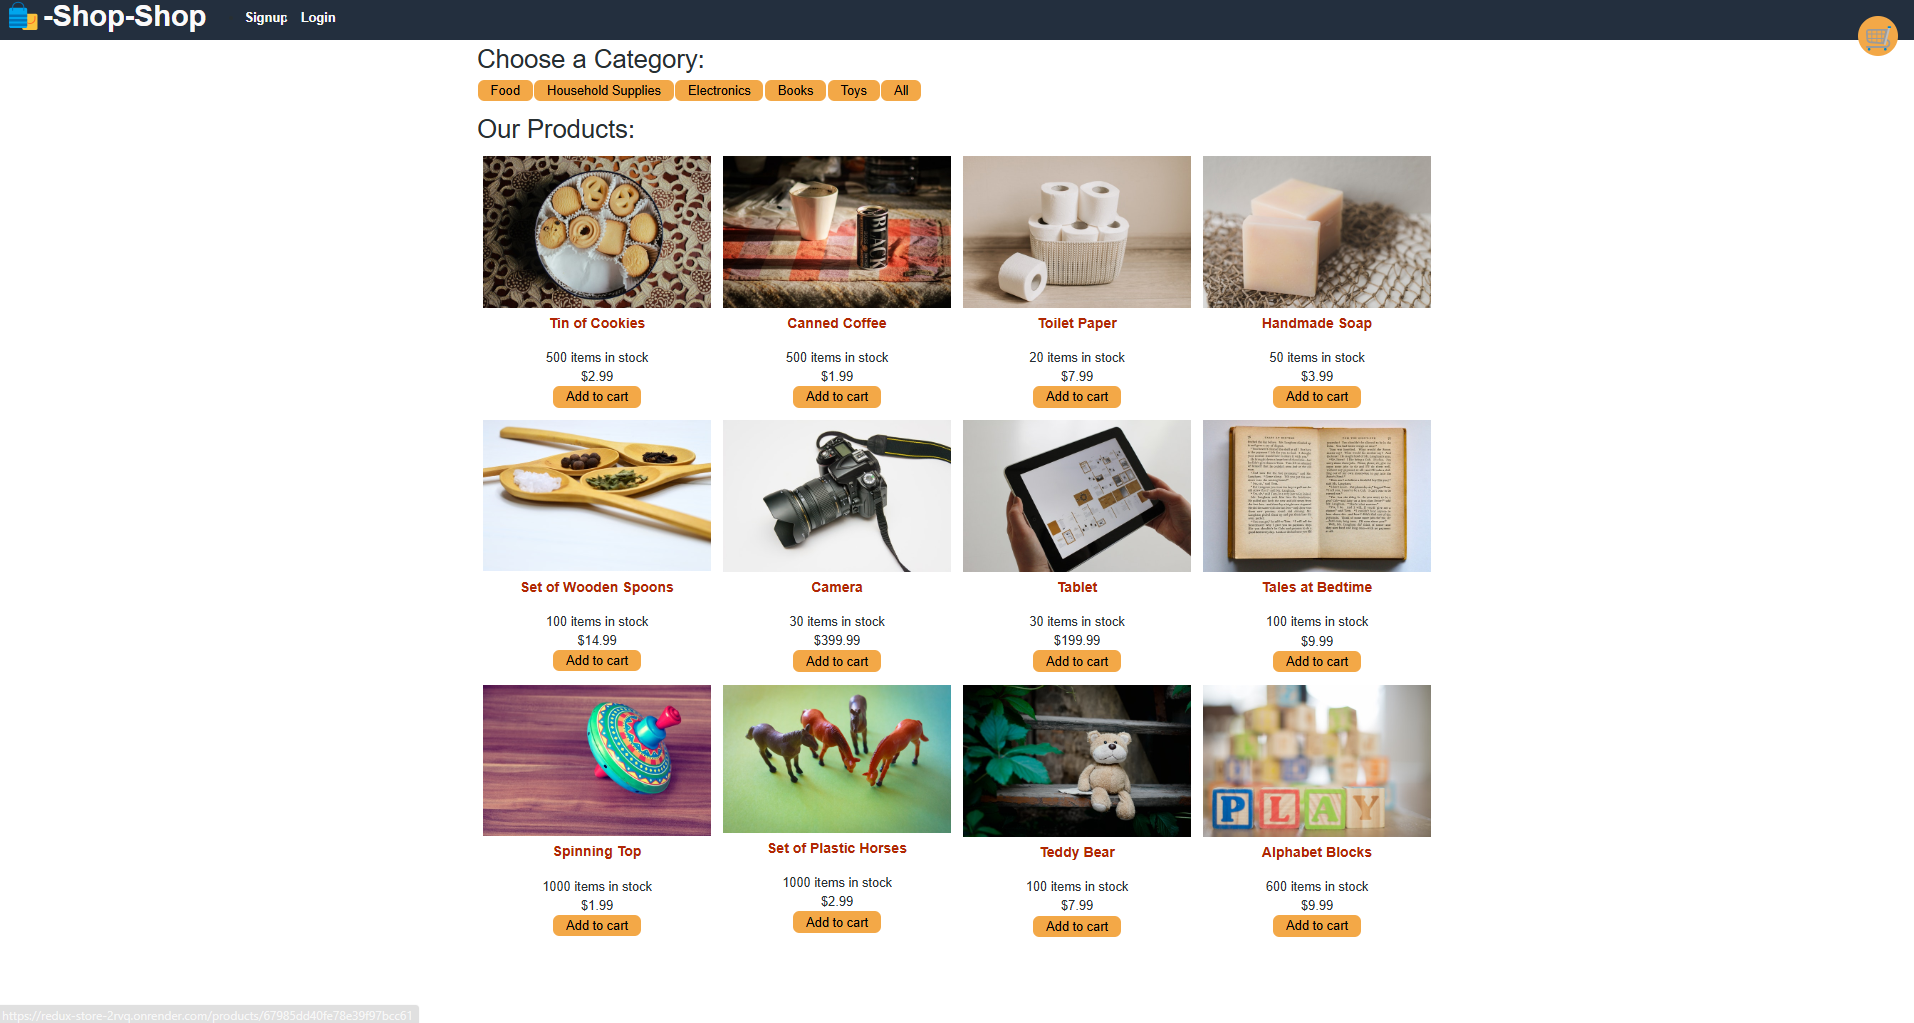 -Shop-Shop Signup Login
Choose a Category:
Food Household Supplies Electronics Books Toys All
Our Products:
BLACK
Tin of Cookies Canned Coffee Toilet Paper Handmade Soap
500 items in stock 500 items in stock 20 items in stock 50 items in stock
$2.99 $1.99 $7.99 $3.99
Add to cart Add to cart Add to cart Add to cart
Set of Wooden Spoons Camera Tablet Tales at Bedtime
100 items in stock 30 items in stock 30 items in stock 100 items in stock
$14.99 $399.99 $199.99 $9.99
Add to cart Add to cart Add to cart Add to cart
PLAY
Spinning Top Set of Plastic Horses Teddy Bear Alphabet Blocks
1000 items in stock 1000 items in stock 100 items in stock 600 items in stock
$1.99 $2.99 $7.99 $9.99
Add to cart Add to cart Add to cart Add to cart
https://redux-store-2rvq.onrender.com/products/67985dd40fe78e39f97bcc61